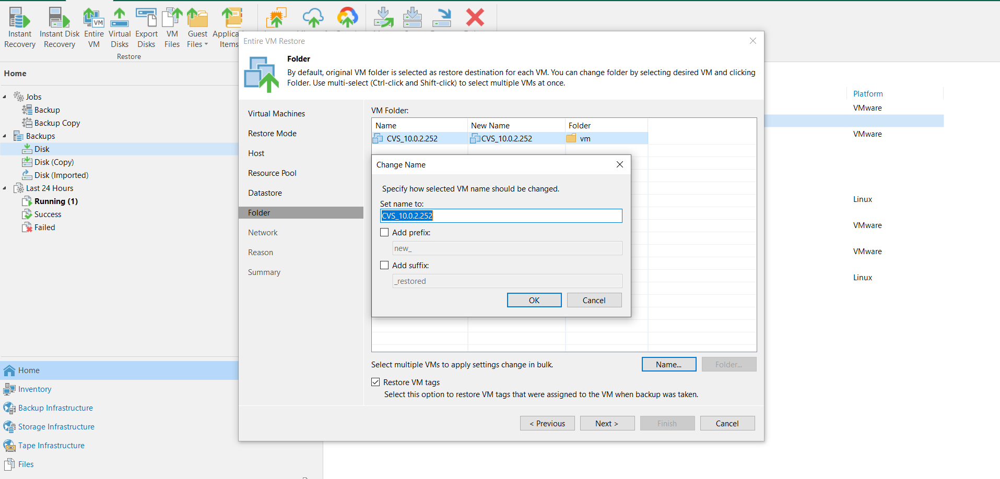 Instant Recovery
Instant Disk Recovery
Entire VM
Virtual Disks
Export Disks
VM Files
Guest Files
Items
Restore
Home
Jobs
Backup
Backup Copy
Backups
Disk
Disk (Copy)
Disk (Imported)
Last 24 Hours
Running (1)
Success
Failed
Home
Inventory
Backup Infrastructure
Storage Infrastructure
Tape Infrastructure
Files
Entire VM Restore
Folder
By default, original VM folder is selected as restore destination for each VM. You can change folder by selecting desired VM and clicking
Folder. Use multi-select (Ctrl-click and Shift-click) to select multiple VMs at once.
Virtual Machines
Restore Mode
Host
Resource Pool
Datastore
Folder
Network
Reason
Summary
VM Folder:
Name New Name Folder
CVS_10.0.2.252 CVS_10.0.2.252 vm
Change Name
Specify how selected VM name should be changed.
Set name to:
CVS_10.0.2.252
Add prefix:
new_
Add suffix:
_restored
OK Cancel
Select multiple VMs to apply settings change in bulk.
Name... Folder...
Restore VM tags
Select this option to restore VM tags that were assigned to the VM when backup was taken.
< Previous Next > Finish Cancel
Platform
VMware
VMware
Linux
VMware
VMware
Linux